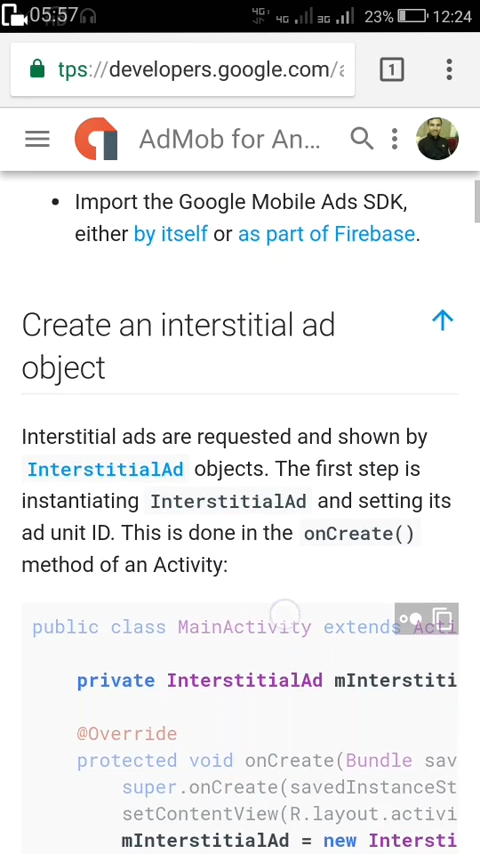 05:57 4G 4G 3G 23% 12:24
tps://developers.google.com/a 1
AdMob for An...
• Import the Google Mobile Ads SDK,
either by itself or as part of Firebase.
Create an interstitial ad
object
Interstitial ads are requested and shown by
InterstitialAd objects. The first step is
instantiating InterstitialAd and setting its
ad unit ID. This is done in the onCreate()
method of an Activity:
public class MainActivity extends Acti
private InterstitialAd mInterstiti
@Override
protected void onCreate(Bundle sav
super.onCreate(savedInstanceSt
setContentView(R.layout.activi
mInterstitialAd = new Intersti